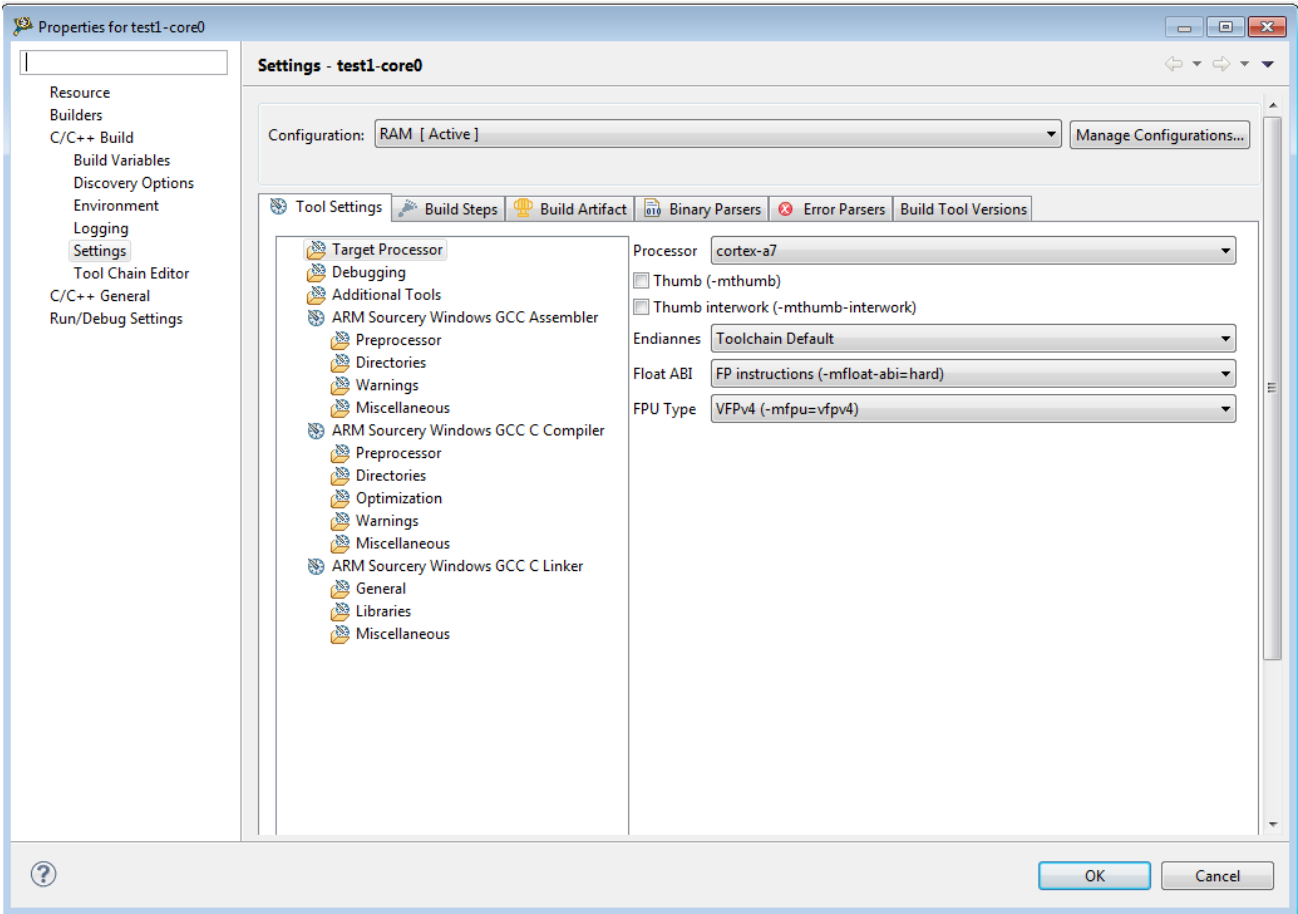 Properties for test1-core0
Settings - test1-core0
Resource
Builders
C/C++ Build
Build Variables
Discovery Options
Environment
Logging
Settings
Tool Chain Editor
C/C++ General
Run/Debug Settings
Configuration: RAM [ Active ] Manage Configurations...
Tool Settings Build Steps Build Artifact Binary Parsers Error Parsers Build Tool Versions
Target Processor
Debugging
Additional Tools
ARM Sourcery Windows GCC Assembler
Preprocessor
Directories
Warnings
Miscellaneous
ARM Sourcery Windows GCC C Compiler
Preprocessor
Directories
Optimization
Warnings
Miscellaneous
ARM Sourcery Windows GCC C Linker
General
Libraries
Miscellaneous
Processor cortex-a7
Thumb (-mthumb)
Thumb interwork (-mthumb-interwork)
Endiannes Toolchain Default
Float ABI FP instructions (-mfloat-abi=hard)
FPU Type VFPv4 (-mfpu=vfpv4)
?
OK Cancel